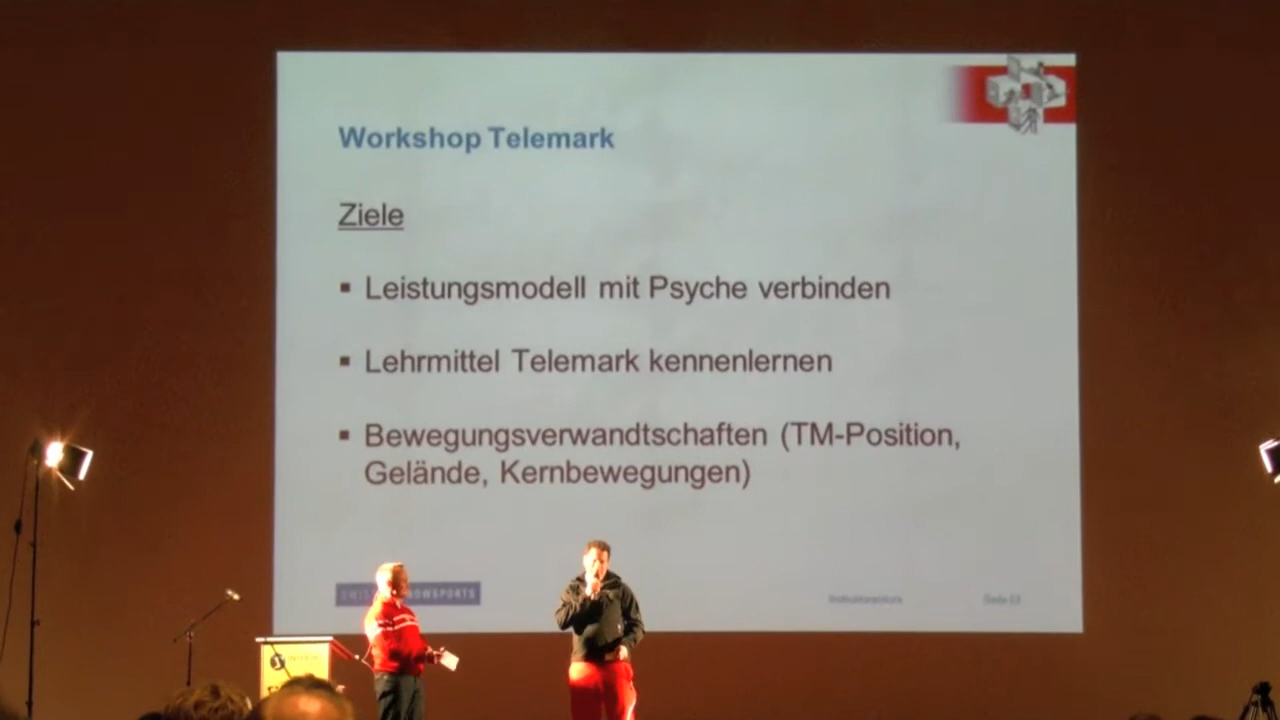 Workshop Telemark
Ziele
▪ Leistungsmodell mit Psyche verbinden
▪ Lehrmittel Telemark kennenlernen
▪ Bewegungsverwandtschaften (TM-Position,
Gelände, Kernbewegungen)